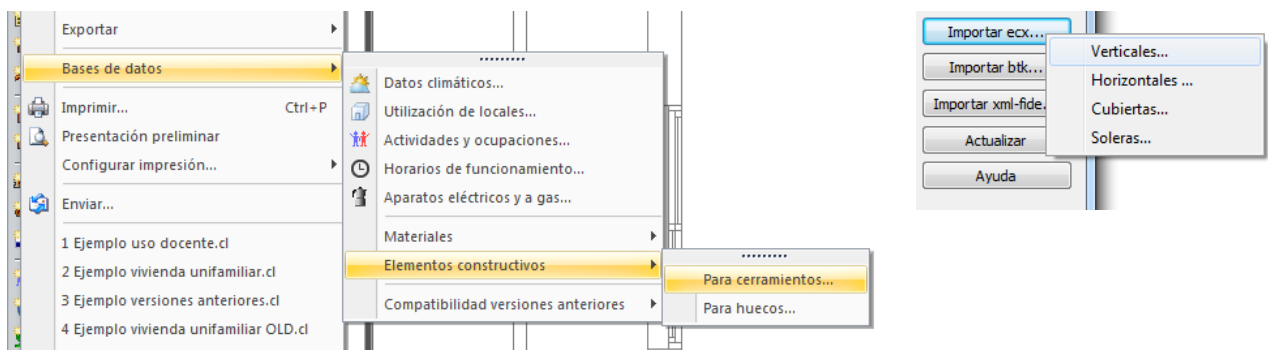 Exportar
Bases de datos
Imprimir... Ctrl+P
Presentación preliminar
Configurar impresión...
Enviar...
1 Ejemplo uso docente.cl
2 Ejemplo vivienda unifamiliar.cl
3 Ejemplo versiones anteriores.cl
4 Ejemplo vivienda unifamiliar OLD.cl
Datos climáticos...
Utilización de locales...
Actividades y ocupaciones...
Horarios de funcionamiento...
Aparatos eléctricos y a gas...
Materiales
Elementos constructivos
Compatibilidad versiones anteriores
Para cerramientos...
Para huecos...
Importar ecx...
Importar btk...
Importar xml-fide.
Actualizar
Ayuda
Verticales...
Horizontales ...
Cubiertas...
Soleras...